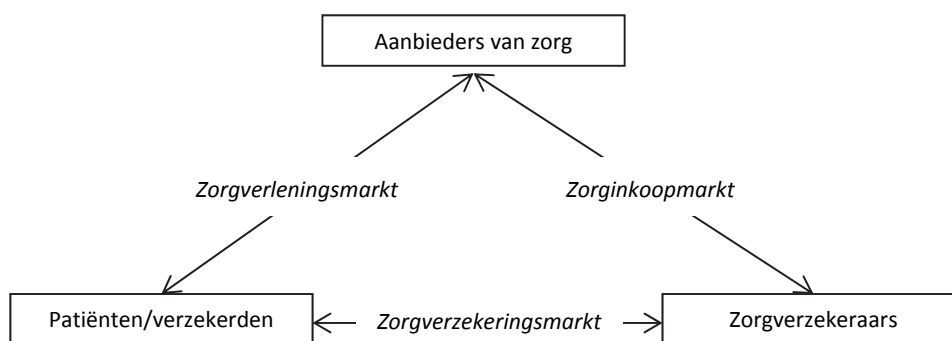 Aanbieders van zorg
Zorgverleningsmarkt
Zorginkoopmarkt
Patiënten/verzekerden
Zorgverzekeringsmarkt
Zorgverzekeraars